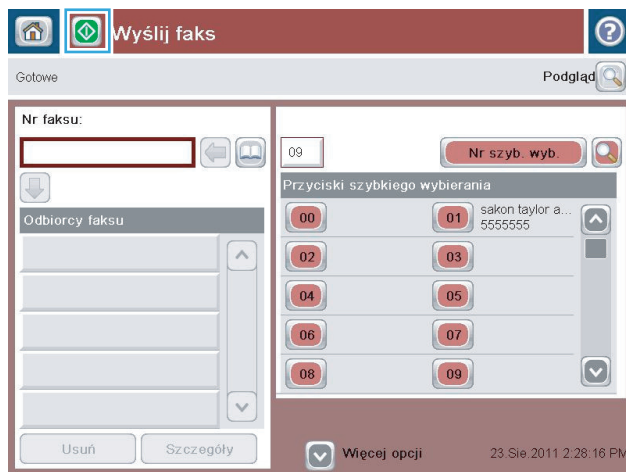 Wyślij faks
Gotowe
Podgląd
Nr faksu:
09
Nr szyb. wyb.
Przyciski szybkiego wybierania
Odbiorcy faksu
00
01 sakon taylor a...
5555555
02 03
04 05
06 07
08 09
Usuń Szczegóły
Więcej opcji
23.Sie.2011 2:28:16 PM